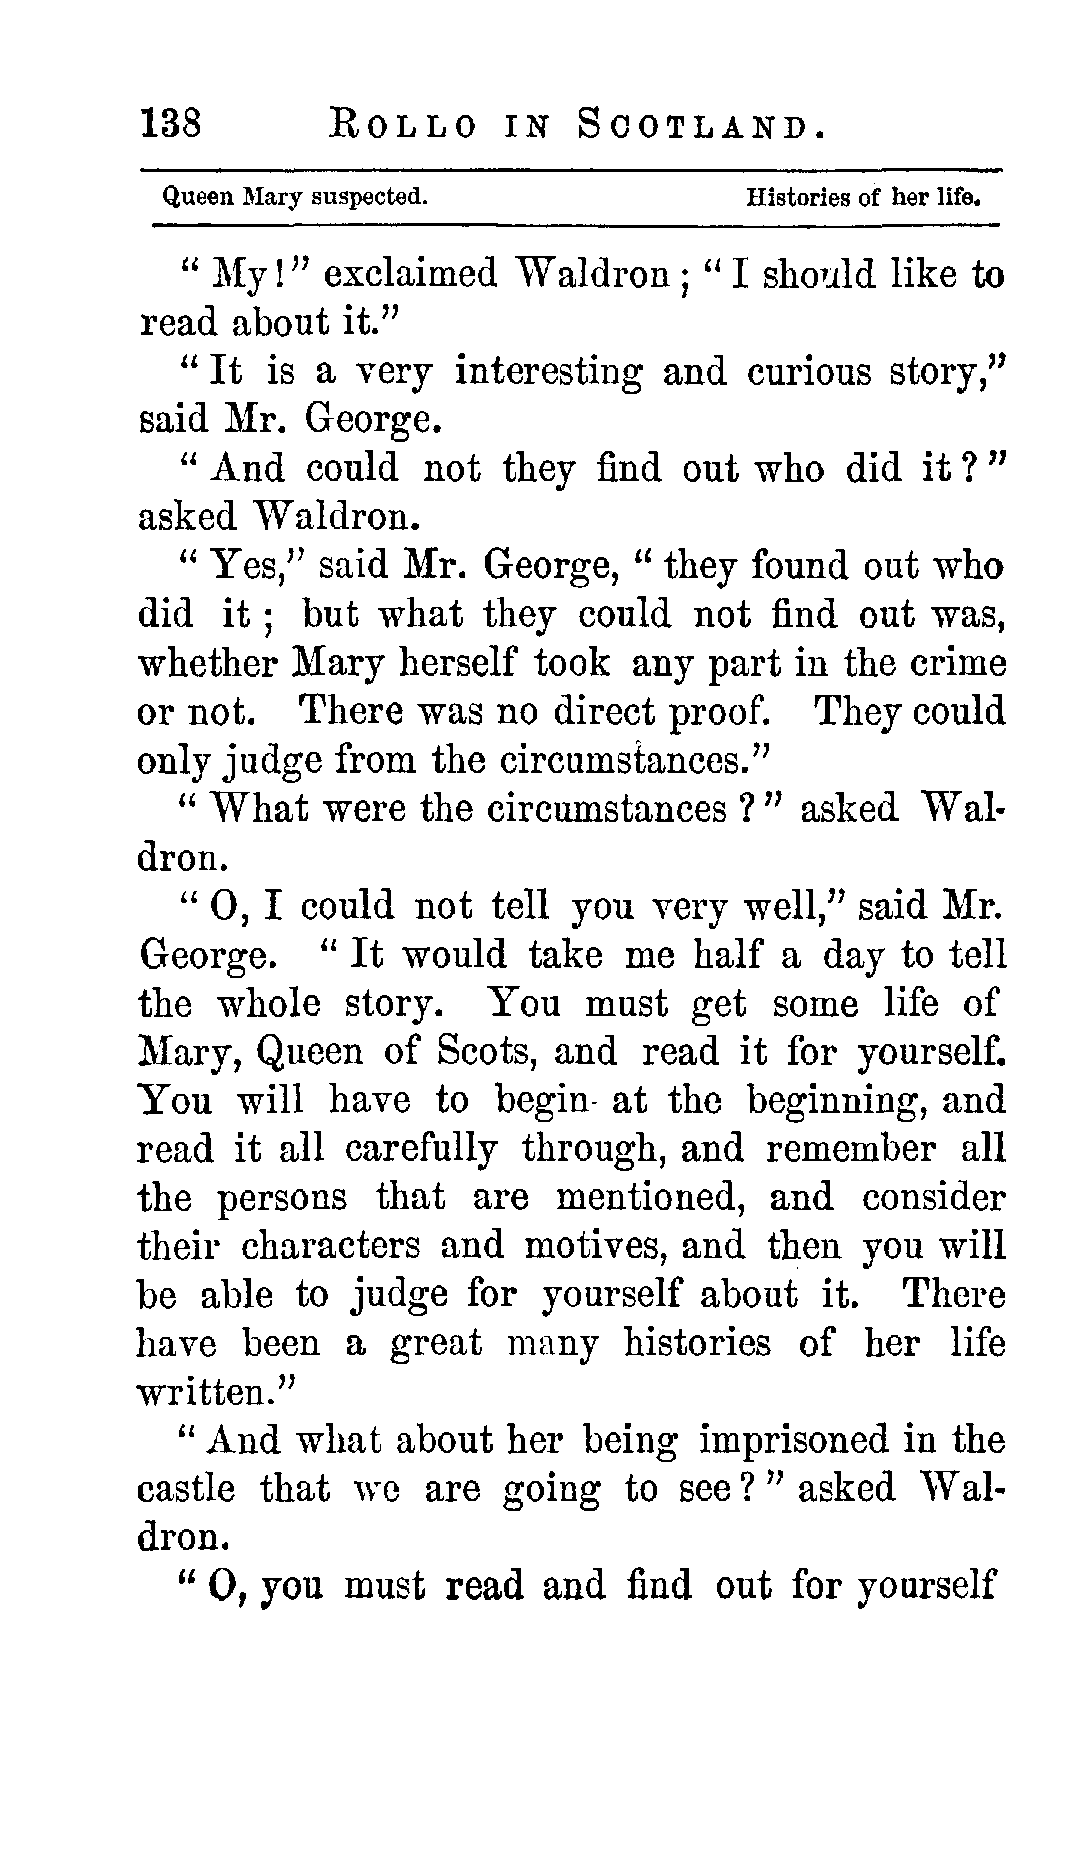 138 ROLLO IN SCOTLAND.
Queen Mary suspected. Histories of her life.
“ My!” exclaimed Waldron; “ I should like to
read about it.”
“ It is a very interesting and curious story,”
said Mr. George.
“ And could not they find out who did it ? ”
asked Waldron.
“ Yes,” said Mr. George, “ they found out who
did it ; but what they could not find out was,
whether Mary herself took any part in the crime
or not. There was no direct proof. They could
only judge from the circumstances.”
“ What were the circumstances ? ” asked Wal-
dron.
“ O, I could not tell you very well,” said Mr.
George. “ It would take me half a day to tell
the whole story. You must get some life of
Mary, Queen of Scots, and read it for yourself.
You will have to begin at the beginning, and
read it all carefully through, and remember all
the persons that are mentioned, and consider
their characters and motives, and then you will
be able to judge for yourself about it. There
have been a great many histories of her life
written.”
“ And what about her being imprisoned in the
castle that we are going to see ? ” asked Wal-
dron.
“ O, you must read and find out for yourself